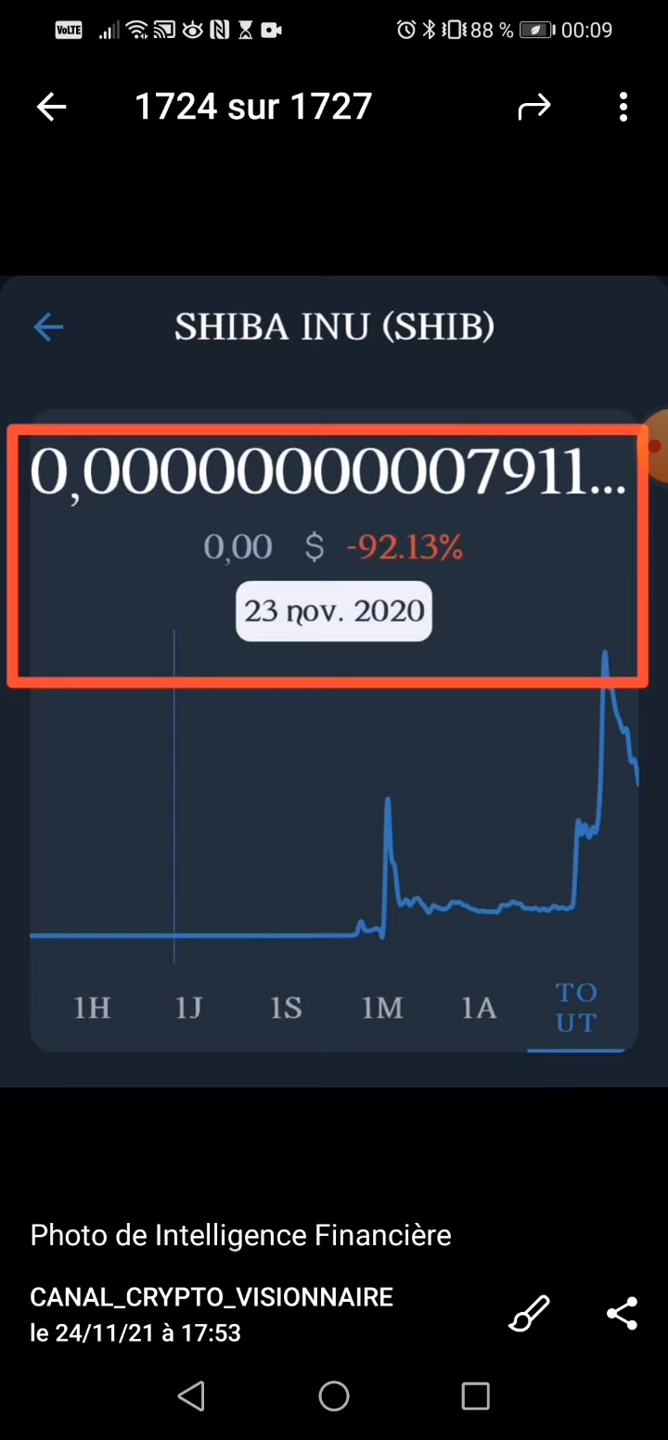 VoLTE 88 % 00:09
1724 sur 1727
SHIBA INU (SHIB)
0,00000000007911...
0,00 $ -92.13%
23 nov. 2020
1H 1J 1S 1M 1A TO
UT
Photo de Intelligence Financière
CANAL_CRYPTO_VISIONNAIRE
le 24/11/21 à 17:53